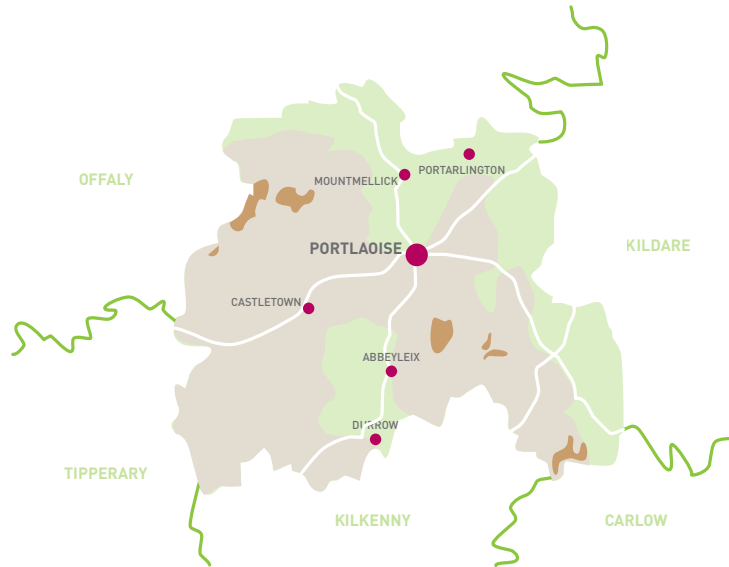 OFFALY
MOUNTMELLICK
PORTARLINGTON
PORTLAOISE
KILDARE
CASTLETOWN
ABBEYLEIX
DURROW
TIPPERARY
KILKENNY
CARLOW